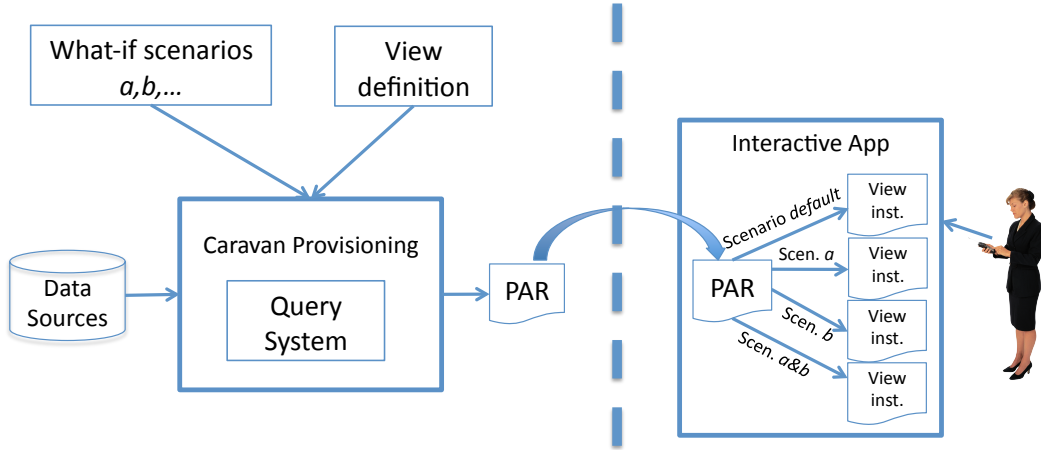 What-if scenarios
a,b,...
View
definition
Caravan Provisioning
Query
System
Data
Sources
PAR
Interactive App
PAR
Scenario default
Scen. a
Scen. b
Scen. a&b
View
inst.
View
inst.
View
inst.
View
inst.